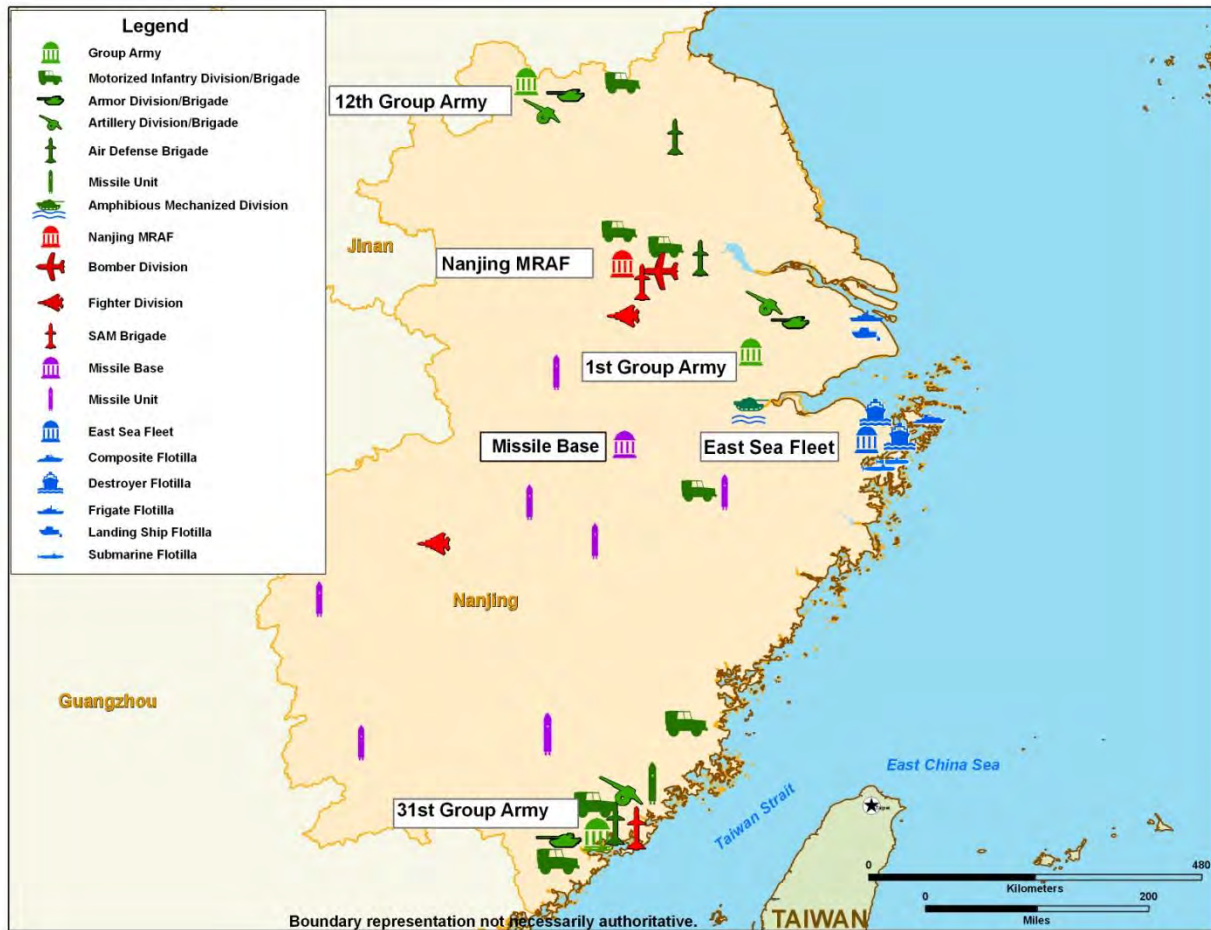 Legend
Group Army
Motorized Infantry Division/Brigade
Armor Division/Brigade
Artillery Division/Brigade
Air Defense Brigade
Missile Unit
Amphibious Mechanized Division
Nanjing MRAF
Bomber Division
Fighter Division
SAM Brigade
Missile Base
Missile Unit
East Sea Fleet
Composite Flotilla
Destroyer Flotilla
Frigate Flotilla
Landing Ship Flotilla
Submarine Flotilla
12th Group Army
Jinan
Nanjing MRAF
1st Group Army
Missile Base
East Sea Fleet
Nanjing
Guangzhou
31st Group Army
East China Sea
Taiwan Strait
0 480
Kilometers
0 200
Miles
TAIWAN
Boundary representation not necessarily authoritative.